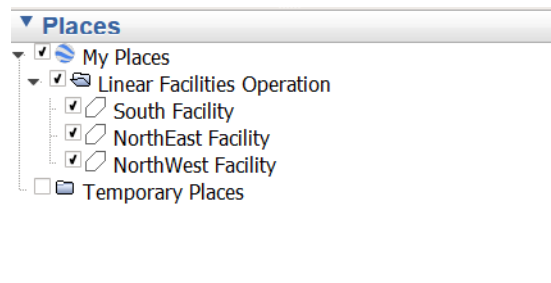 Places
My Places
Linear Facilities Operation
South Facility
NorthEast Facility
NorthWest Facility
Temporary Places